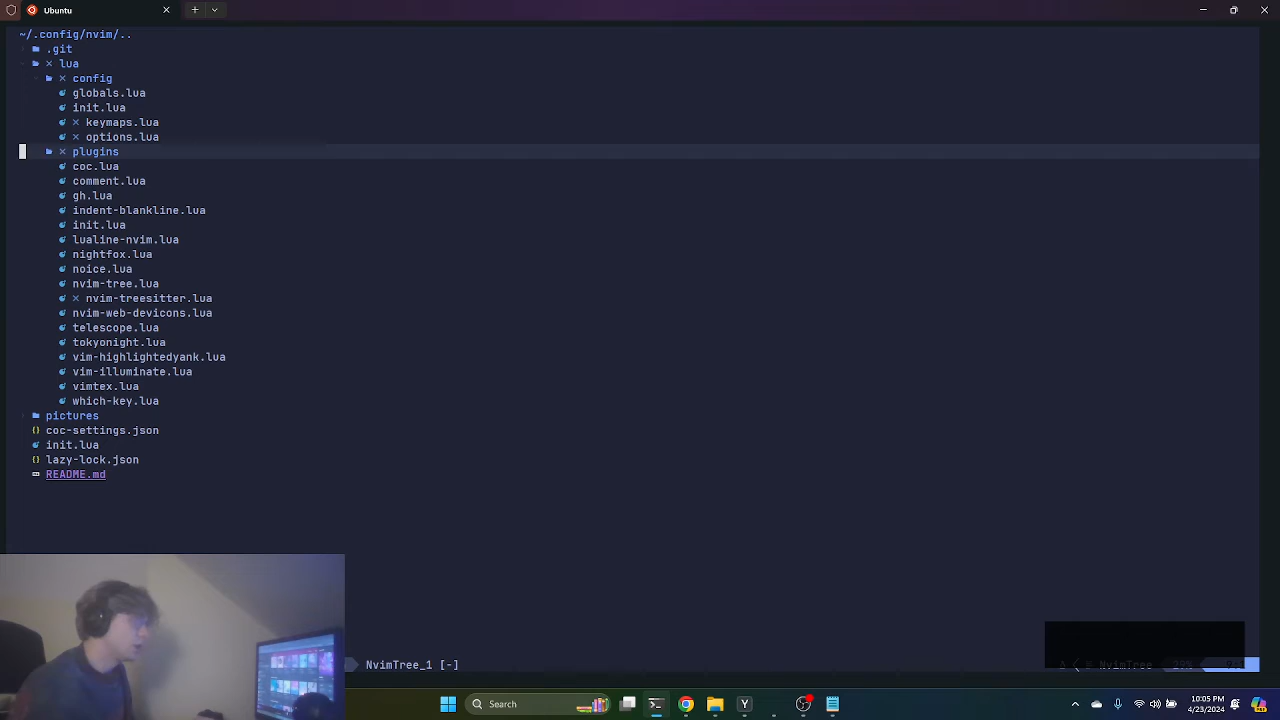 Ubuntu
~/.config/nvim/..
.git
lua
config
globals.lua
init.lua
keymaps.lua
options.lua
plugins
coc.lua
comment.lua
gh.lua
indent-blankline.lua
init.lua
lualine-nvim.lua
nightfox.lua
noice.lua
nvim-tree.lua
nvim-treesitter.lua
nvim-web-devicons.lua
telescope.lua
tokyonight.lua
vim-highlightedyank.lua
vim-illuminate.lua
vimtex.lua
which-key.lua
pictures
{} coc-settings.json
init.lua
{} lazy-lock.json
README.md
NvimTree_1 [-]
NvimTree 29%
Search
10:05 PM
4/23/2024